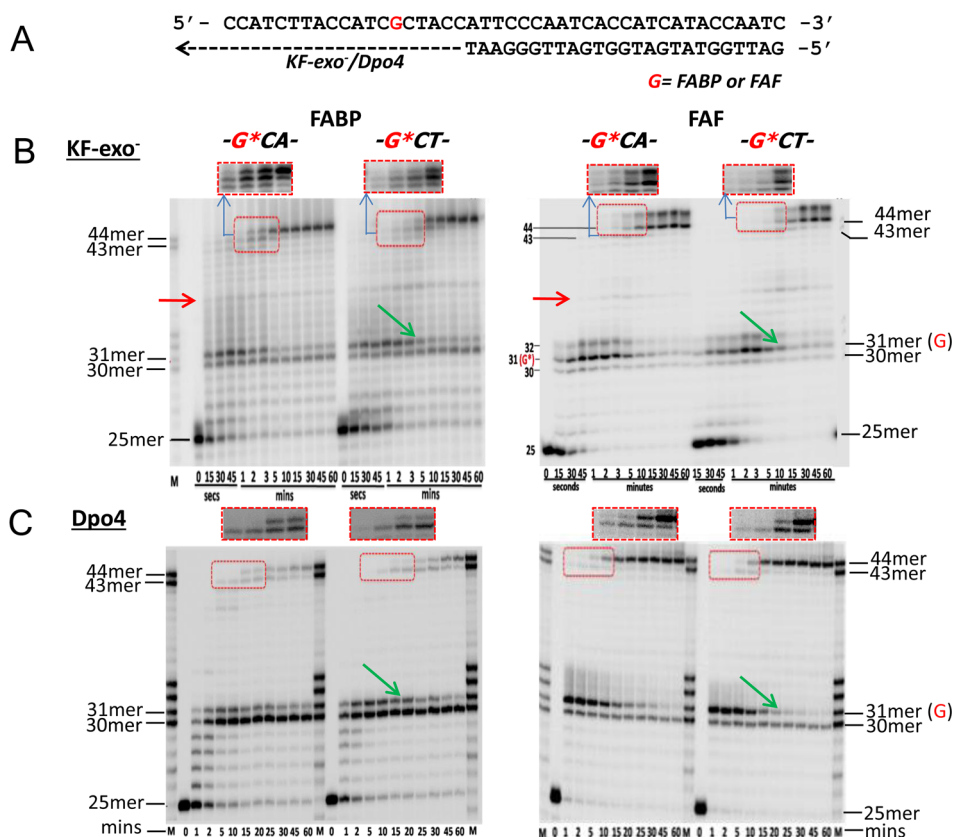 A
5′ - CCATCTTACCATCGCTACCATTCCCAATCACCATCATACCAATC -3′
TAAGGGTTAGTGGTAGTATGGTTAG -5′
KF-exo-/Dpo4
G= FABP or FAF
B KF-exo-
FABP
-G*CA- -G*CT-
FAF
-G*CA- -G*CT-
44mer
43mer
31mer
30mer
25mer
M 0 15 30 45 1 2 3 5 10 15 30 45 60 0 15 30 45 1 2 3 5 10 15 30 45 60
secs mins secs mins
44
43
32
31 (G*)
30
25
0 15 30 45 1 2 3 5 10 15 30 45 60 0 15 30 45 1 2 3 5 10 15 30 45 60
seconds minutes seconds minutes
44mer
43mer
31mer (G)
30mer
25mer
C Dpo4
44mer
43mer
31mer
30mer
25mer
mins M 0 1 2 5 10 15 20 25 30 45 60 M 0 1 2 5 10 15 20 25 30 45 60 M
M 0 1 2 5 10 15 20 25 30 45 60 M 0 1 2 5 10 15 20 25 30 45 60 M
44mer
43mer
31mer (G)
30mer
25mer
mins